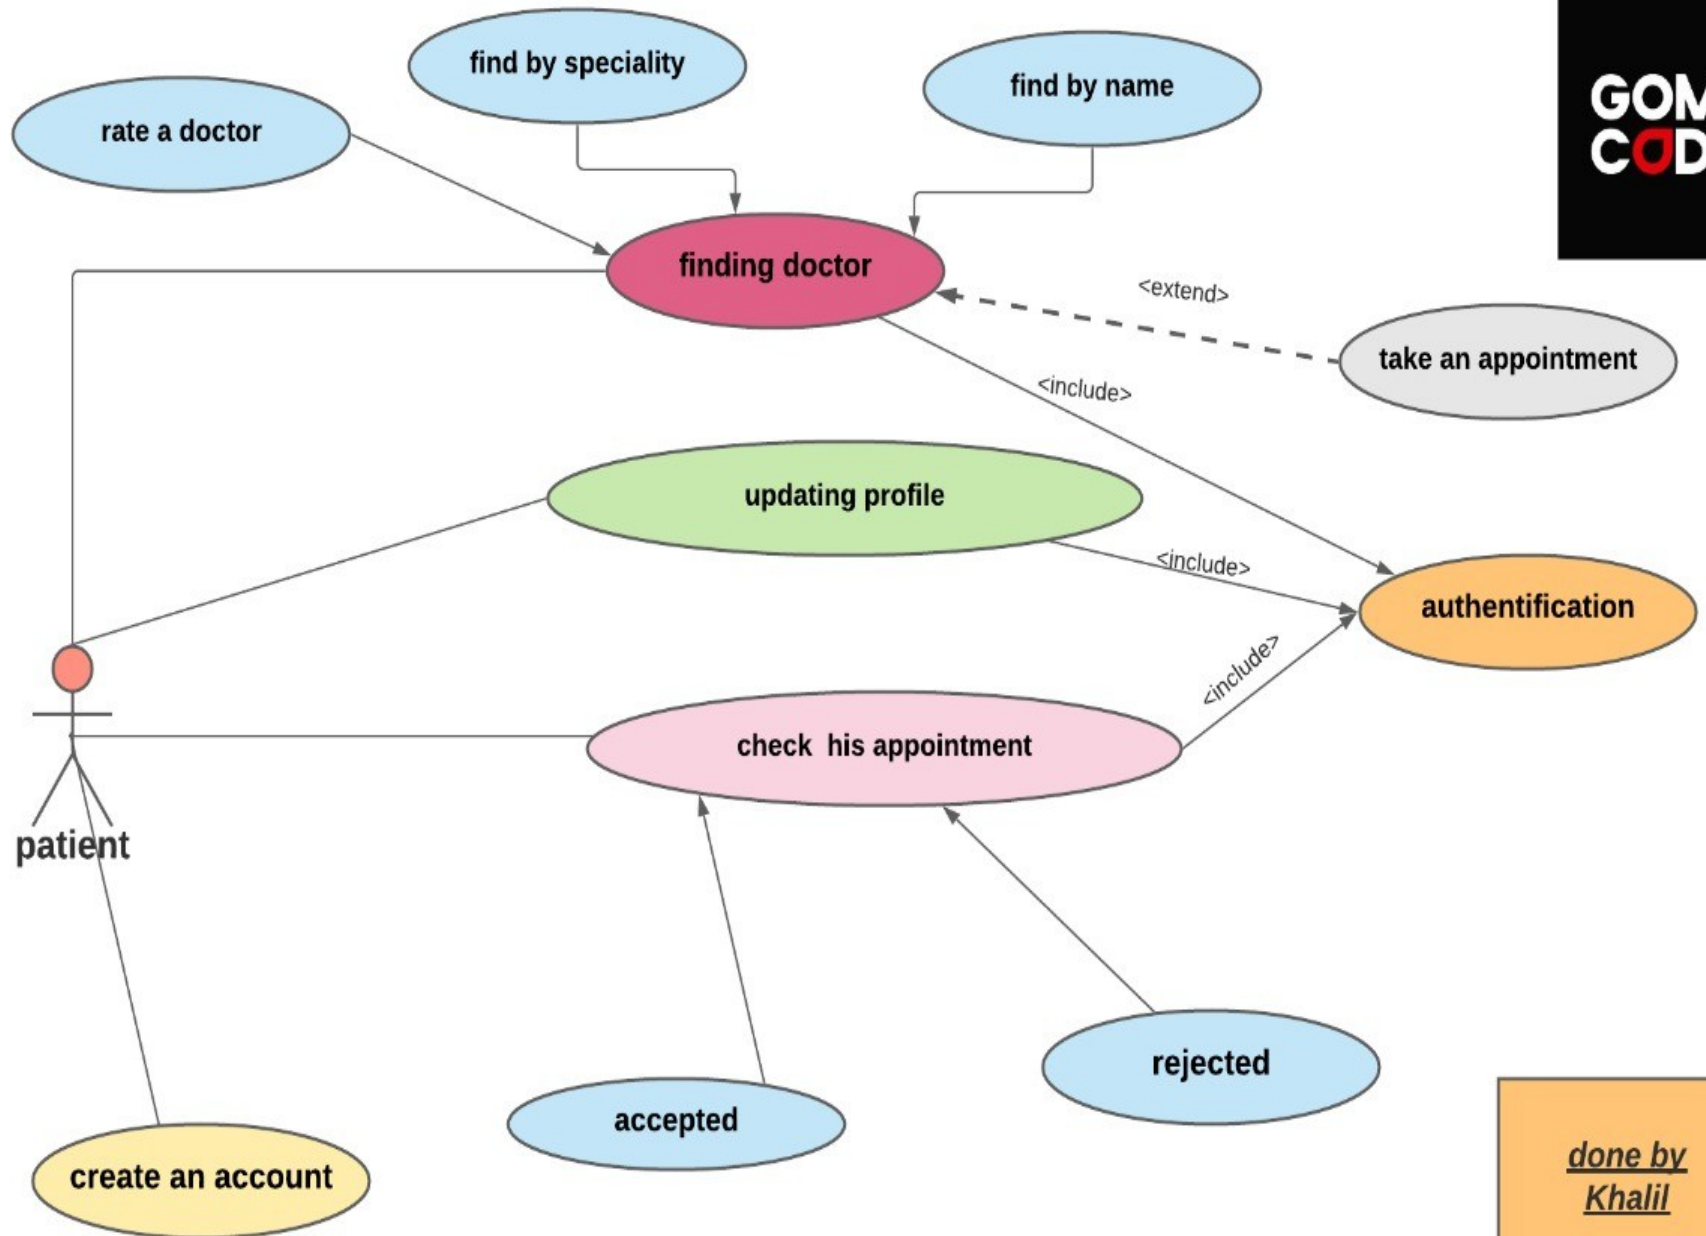 find by speciality
find by name
rate a doctor
GOM
COD
finding doctor
<extend>
take an appointment
<include>
updating profile
<include>
authentification
<include>
check  his appointment
patient
rejected
accepted
create an account
done by
Khalil